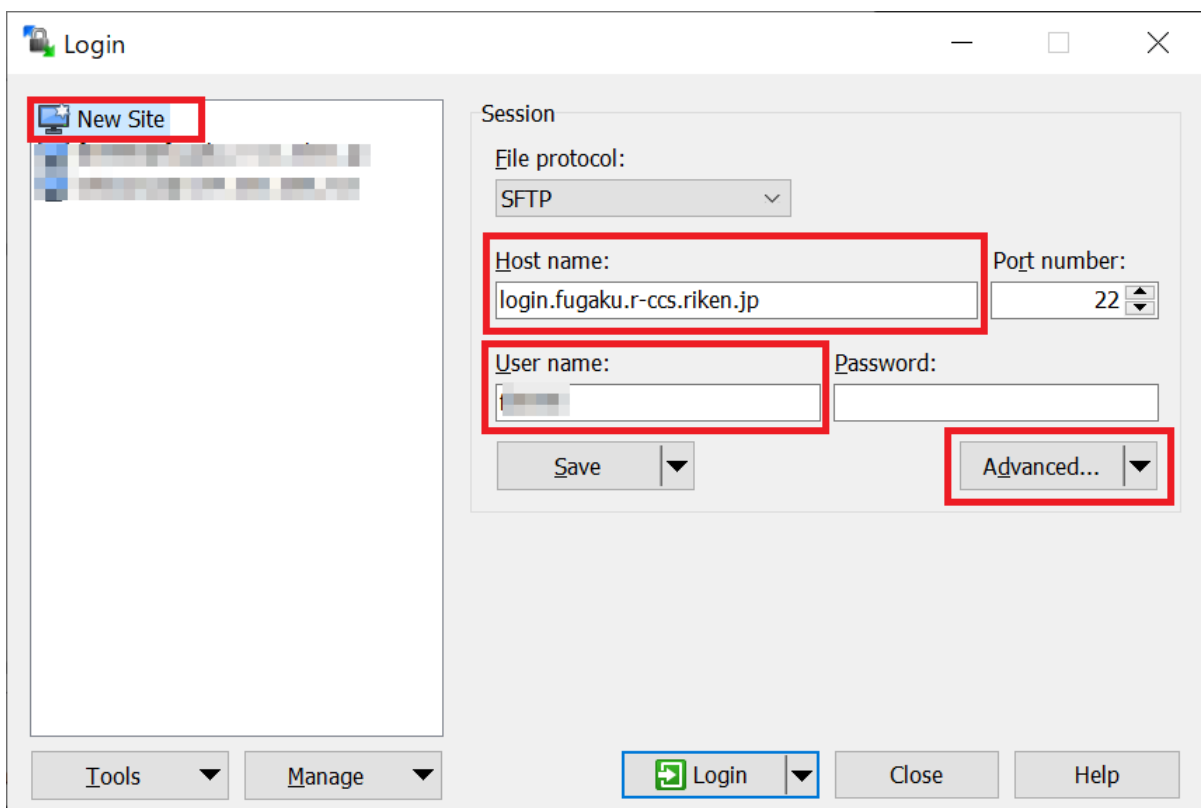 Login
New Site
Session
File protocol:
SFTP
Host name:
Port number:
login.fugaku.r-ccs.riken.jp
22
User name:
Password:
Save
Advanced...
Tools
Manage
Login
Close
Help